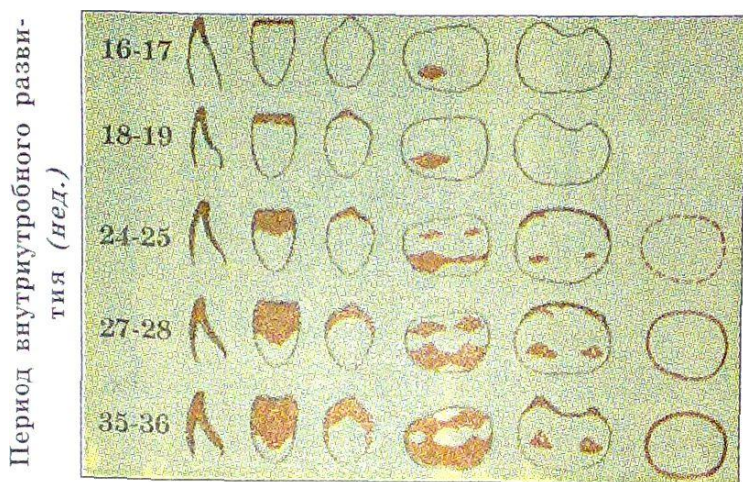 Период внутриутробного разви-
тия (нед.)
16-17
18-19
24-25
27-28
35-36